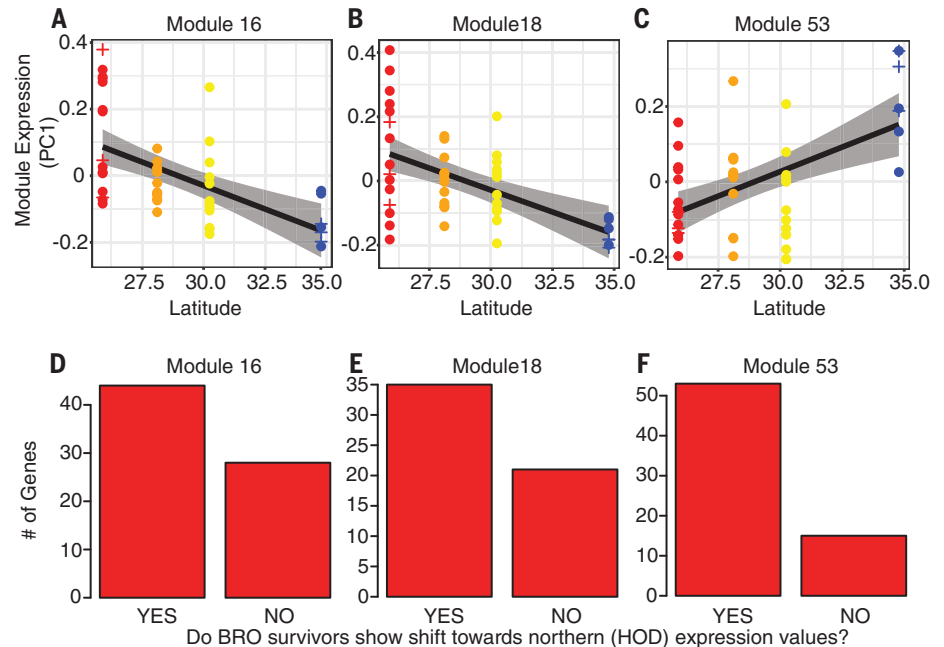 A Module 16
B Module18
C Module 53
Module Expression
(PC1)
0.4
0.2
0
-0.2
27.5 30.0 32.5 35.0
Latitude
0.4
0.2
0
-0.2
27.5 30.0 32.5 35.0
Latitude
0.2
0
-0.2
27.5 30.0 32.5 35.0
Latitude
D Module 16
E Module18
F Module 53
# of Genes
40
30
20
10
0
YES NO
35
30
25
20
15
10
5
0
YES NO
50
40
30
20
10
0
YES NO
Do BRO survivors show shift towards northern (HOD) expression values?